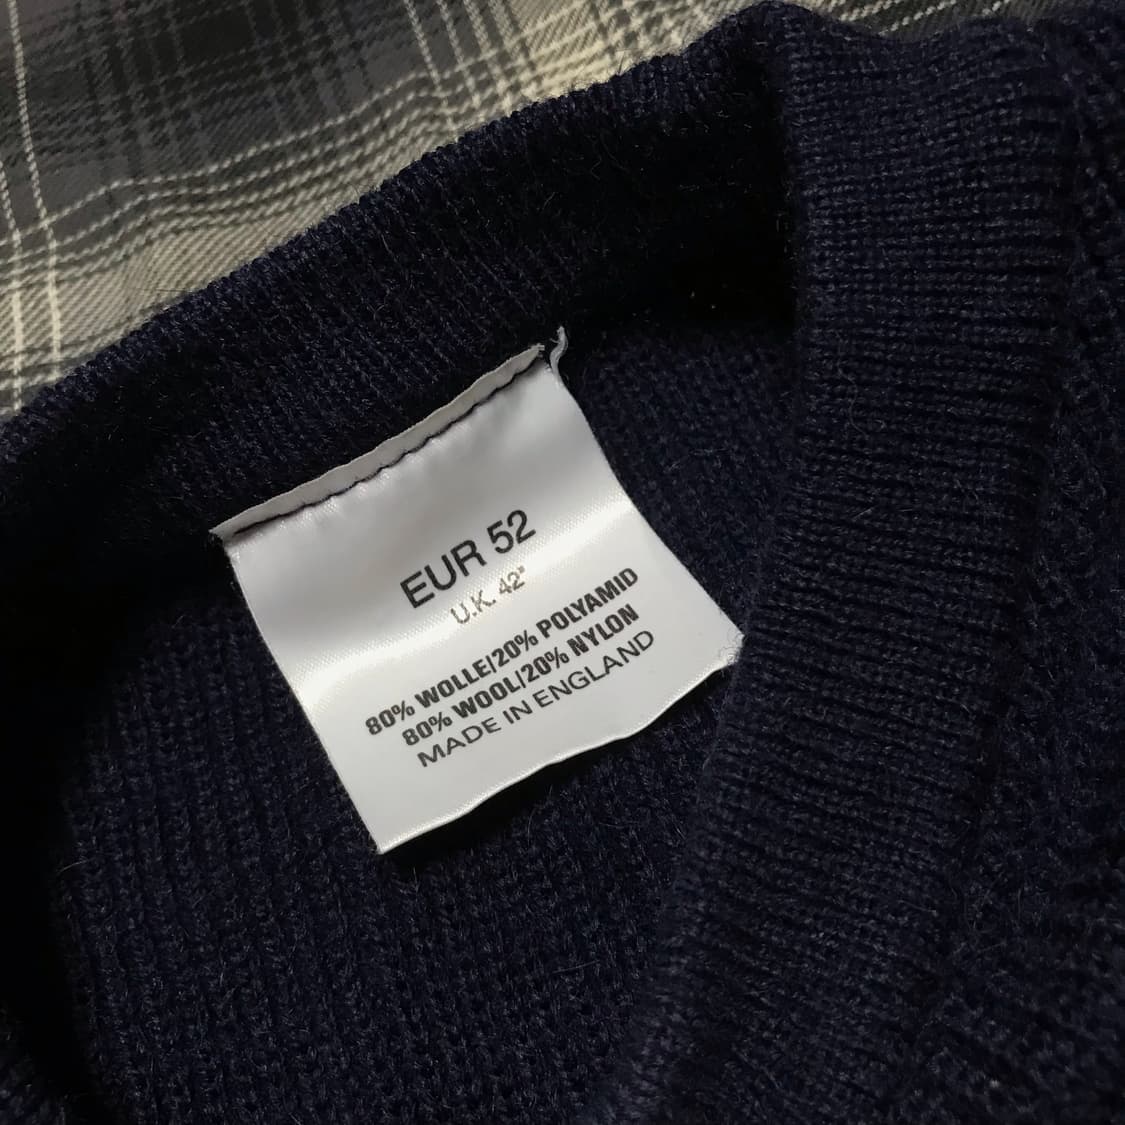 EUR 52
U.K. 42"
80% WOLLE|20% POLYAMID
80% WOOL|20% NYLON
MADE IN ENGLAND